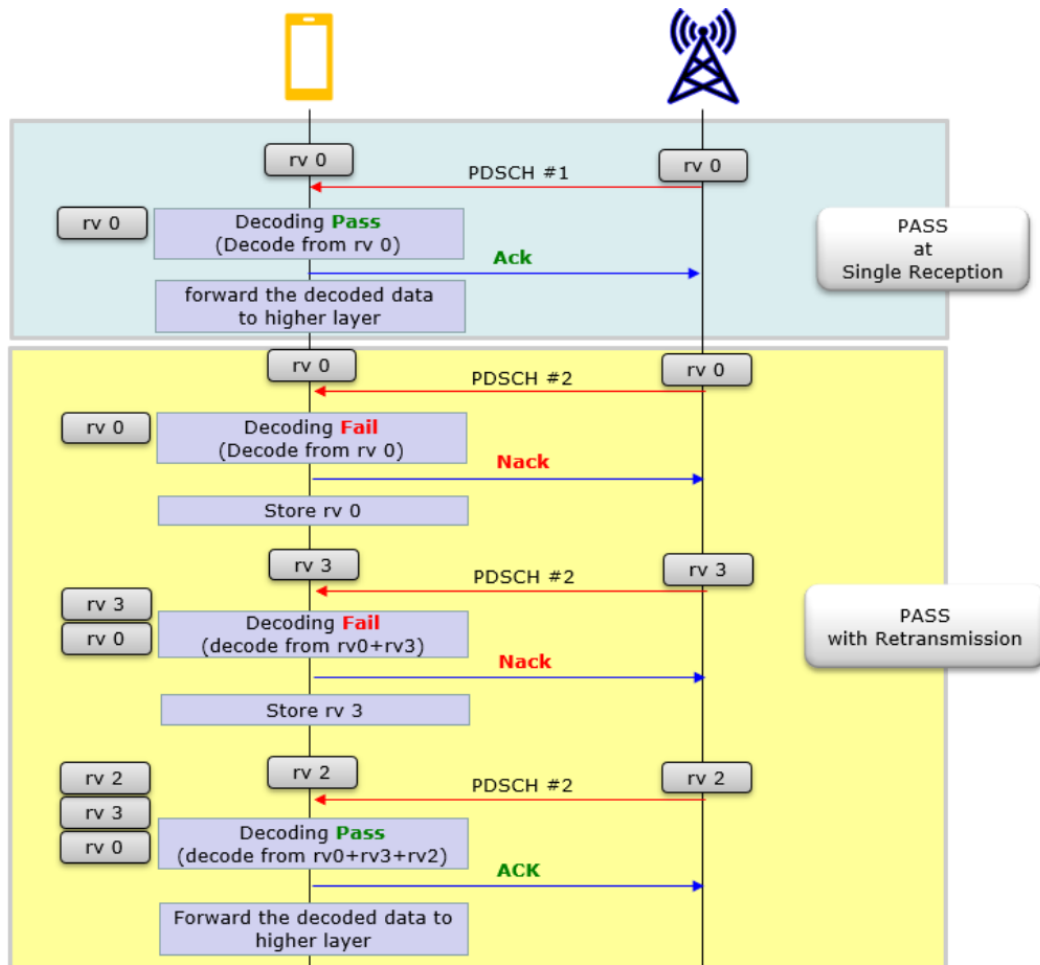 rv 0
rv 0
PDSCH #1
rv 0
Decoding Pass
(Decode from rv 0)
Ack
forward the decoded data
to higher layer
PASS
at
Single Reception
rv 0
rv 0
PDSCH #2
rv 0
Decoding Fail
(Decode from rv 0)
Nack
Store rv 0
rv 3
rv 3
PDSCH #2
rv 3
rv 0
Decoding Fail
(decode from rv0+rv3)
Nack
Store rv 3
PASS
with Retransmission
rv 2
rv 2
PDSCH #2
rv 2
rv 3
rv 0
Decoding Pass
(decode from rv0+rv3+rv2)
ACK
Forward the decoded data to
higher layer